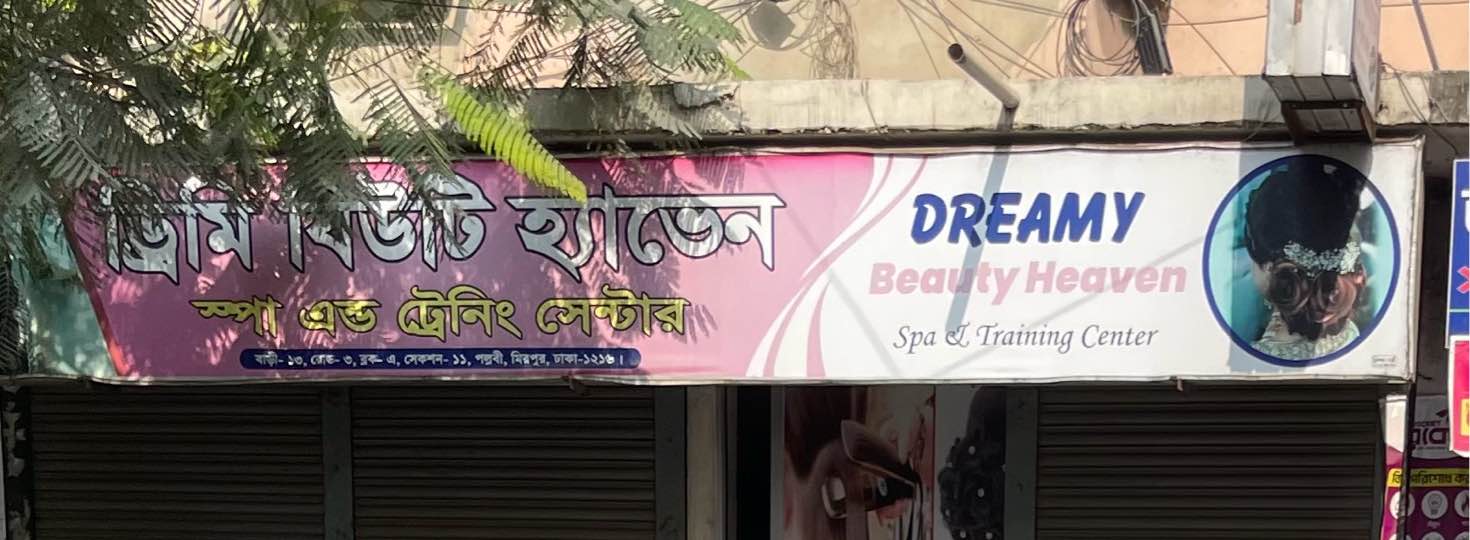 ড্রিমি বিউটি হ্যাভেন
স্পা এন্ড ট্রেনিং সেন্টার
বাড়ী- ১৩, রোড- ৩, ব্লক- এ, সেকশন- ১১, পল্লবী, মিরপুর, ঢাকা-১২১৬।
DREAMY
Beauty Heaven
Spa & Training Center